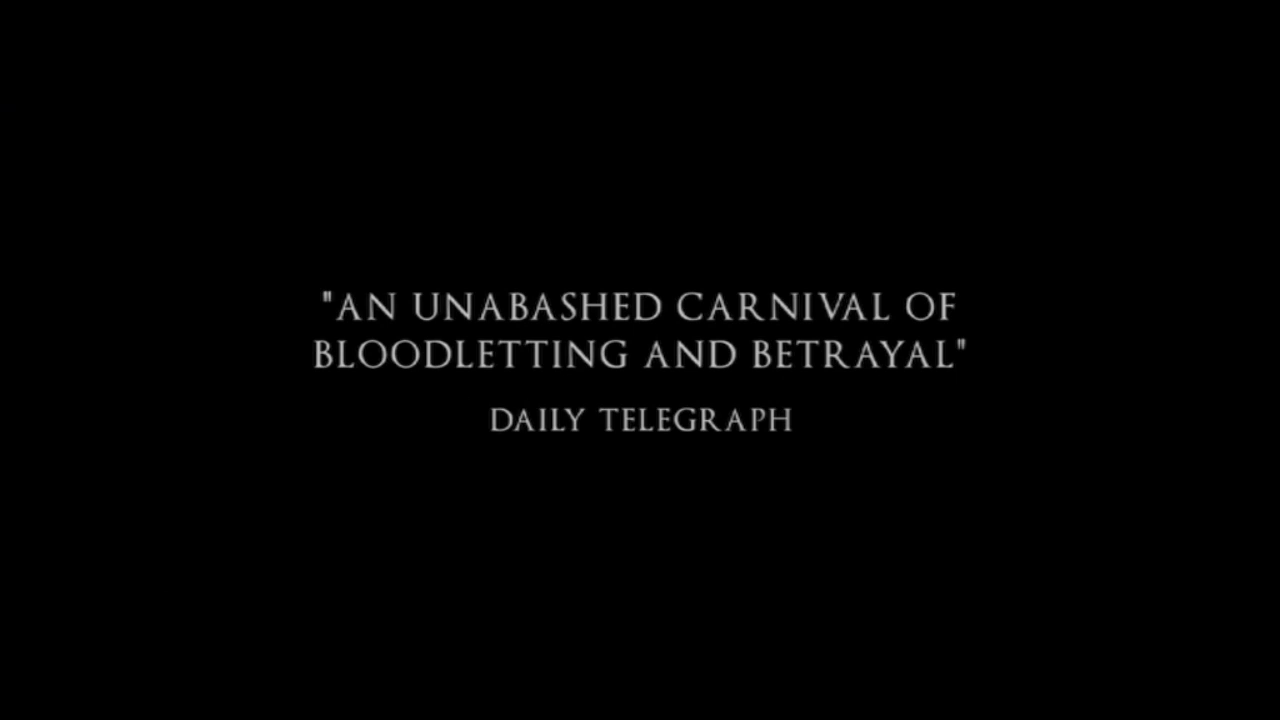 "AN UNABASHED CARNIVAL OF
BLOODLETTING AND BETRAYAL"
DAILY TELEGRAPH